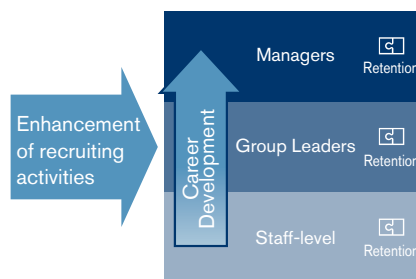 Managers
Retention
Enhancement
of recruiting
activities
Career
Development
Group Leaders
Retention
Staff-level
Retention